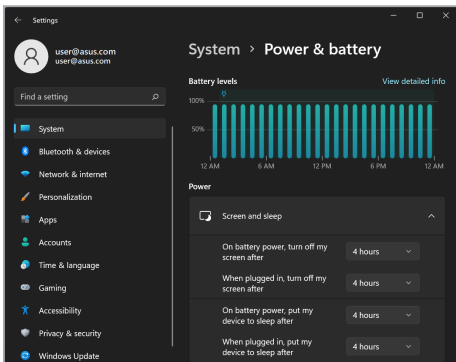 Settings
user@asus.com
user@asus.com
Find a setting
System
Bluetooth & devices
Network & internet
Personalization
Apps
Accounts
Time & language
Gaming
Accessibility
Privacy & security
Windows Update
System > Power & battery
Battery levels View detailed info
100%
50%
12 AM 6 AM 12 PM 6 PM 12 AM
Power
Screen and sleep
On battery power, turn off my
screen after
4 hours
When plugged in, turn off my
screen after
4 hours
On battery power, put my
device to sleep after
4 hours
When plugged in, put my
device to sleep after
4 hours